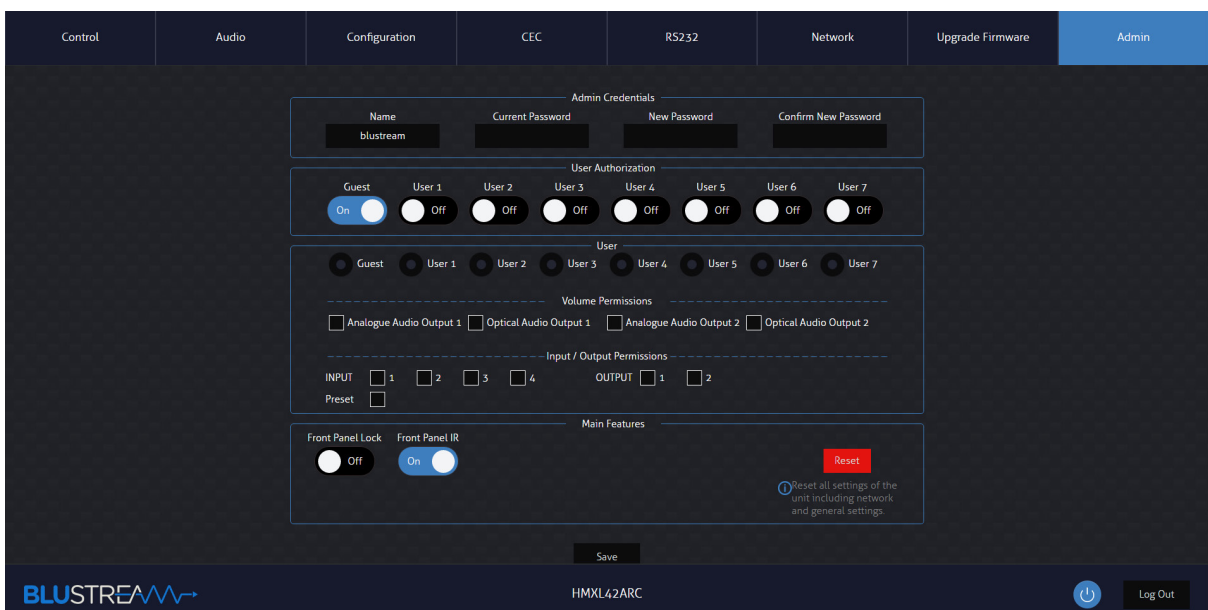 Control Audio Configuration CEC RS232 Network Upgrade Firmware Admin
Admin Credentials
Name Current Password New Password Confirm New Password
blustream
User Authorization
Guest User 1 User 2 User 3 User 4 User 5 User 6 User 7
On Off Off Off Off Off Off Off
User
Guest User 1 User 2 User 3 User 4 User 5 User 6 User 7
Volume Permissions
Analogue Audio Output 1 Optical Audio Output 1 Analogue Audio Output 2 Optical Audio Output 2
Input / Output Permissions
INPUT 1 2 3 4 OUTPUT 1 2
Preset
Main Features
Front Panel Lock Front Panel IR
Off On Reset
Reset all settings of the
unit including network
and general settings.
Save
BLUSTREAM HMXL42ARC Log Out